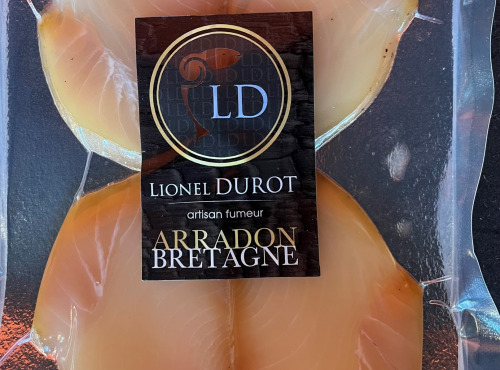 LD
LIONEL DUROT
artisan fumeur
ARRADON
BRETAGNE